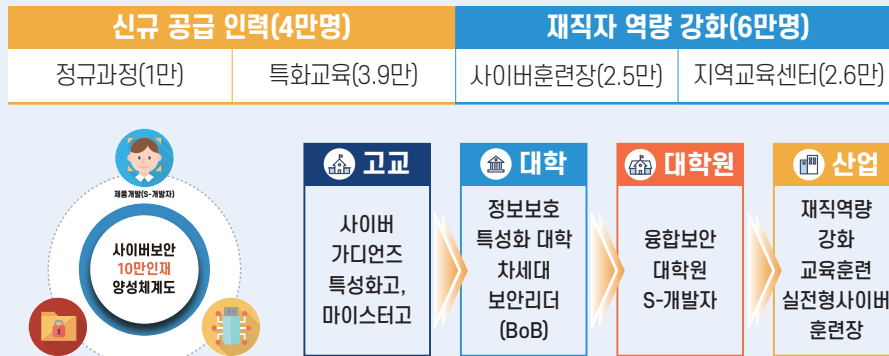 신규 공급 인력(4만명)
재직자 역량 강화(6만명)
정규과정(1만)
특화교육(3.9만)
사이버훈련장(2.5만)
지역교육센터(2.6만)
제품개발(S-개발자)
사이버보안
10만인재
양성체계도
고교
사이버
가디언즈
특성화고,
마이스터고
대학
정보보호
특성화 대학
차세대
보안리더
(BoB)
대학원
융합보안
대학원
S-개발자
산업
재직역량
강화
교육훈련
실전형사이버
훈련장